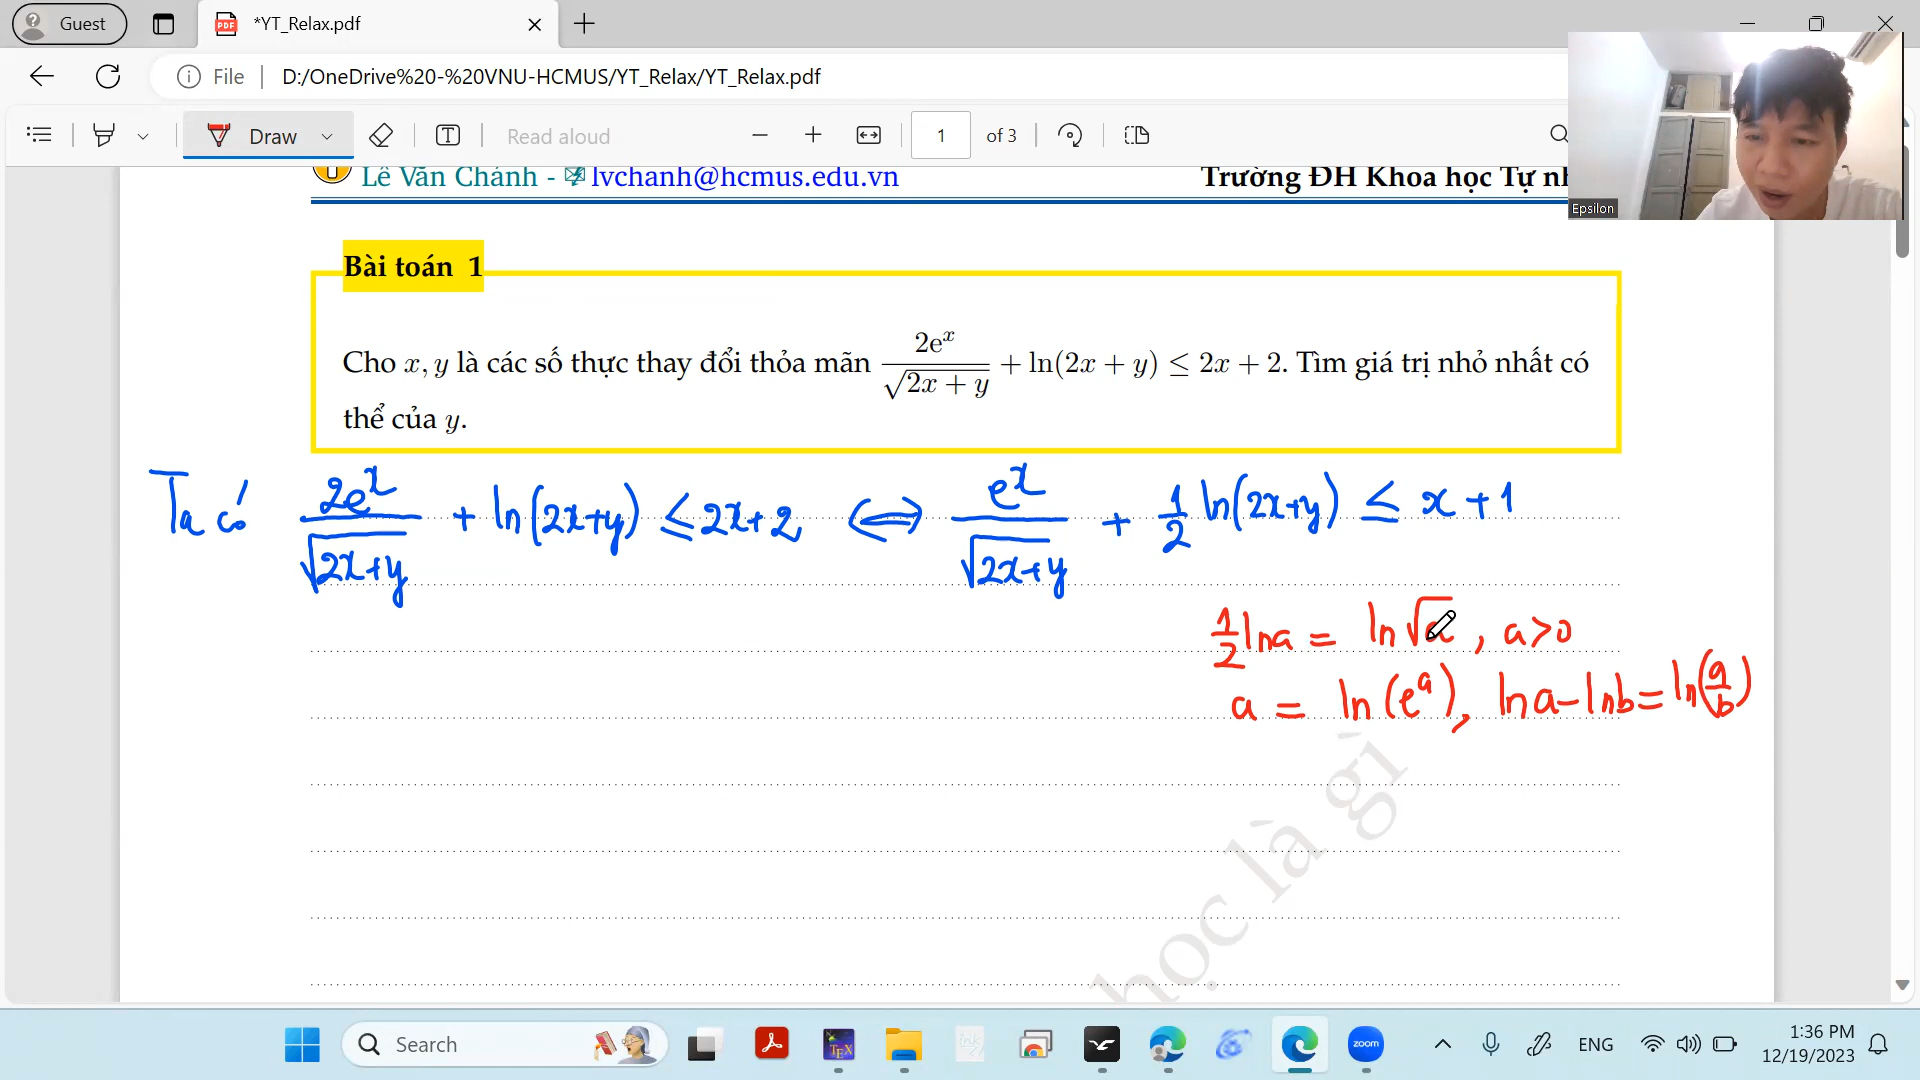 Guest
*YT_Relax.pdf
File
D:/OneDrive%20-%20VNU-HCMUS/YT_Relax/YT_Relax.pdf
Draw
Read aloud
1 of 3
Lê Văn Chánh - lvchanh@hcmus.edu.vn Trường ĐH Khoa học Tự nh
Epsilon
Bài toán 1
Cho x, y là các số thực thay đổi thỏa mãn 2e^x/√(2x + y) + ln(2x + y) ≤ 2x + 2. Tìm giá trị nhỏ nhất có
thể của y.
Ta có 2e^x/√(2x+y) + ln(2x+y) ≤ 2x+2 ⇔ e^x/√(2x+y) + 1/2 ln(2x+y) ≤ x+1
1/2 ln a = ln √a , a>0
a = ln(e^a), ln a - ln b = ln(a/b)
học là gì
Search
ENG
1:36 PM
12/19/2023
zoom